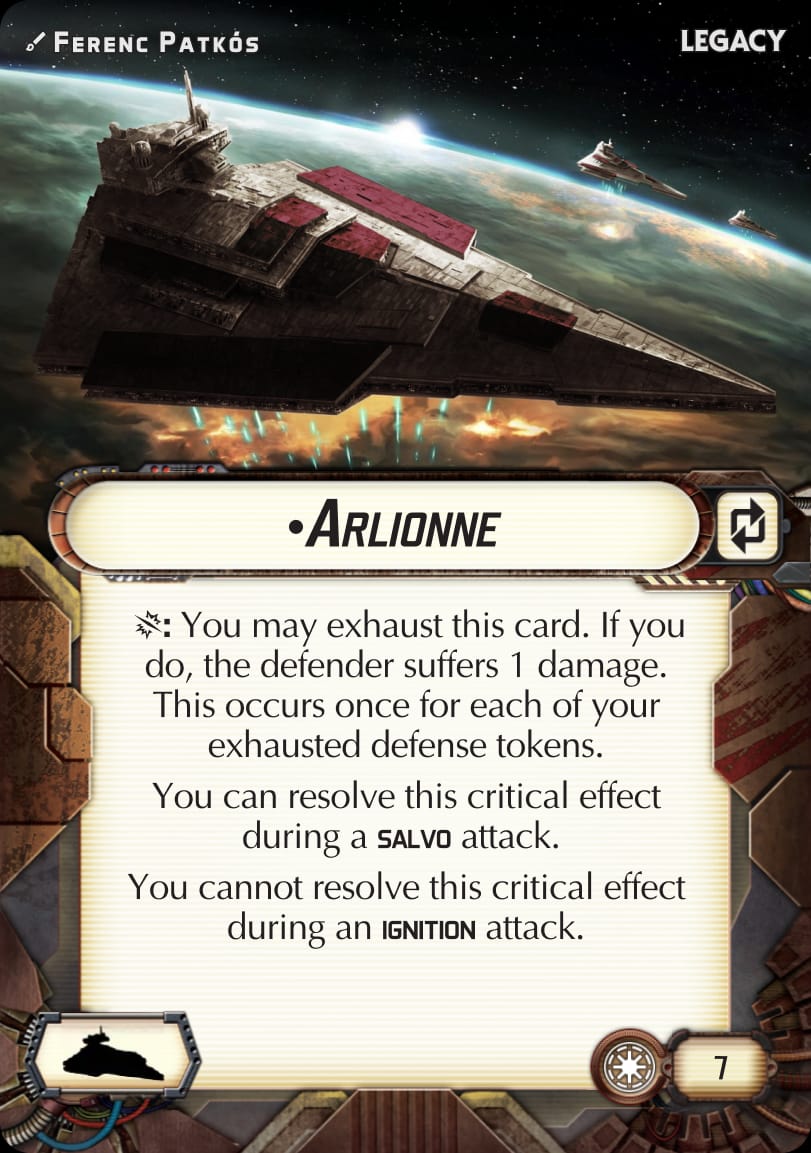 Ferenc Patkós
LEGACY
•Arlionne
: You may exhaust this card. If you
do, the defender suffers 1 damage.
This occurs once for each of your
exhausted defense tokens.
You can resolve this critical effect
during a SALVO attack.
You cannot resolve this critical effect
during an IGNITION attack.
7